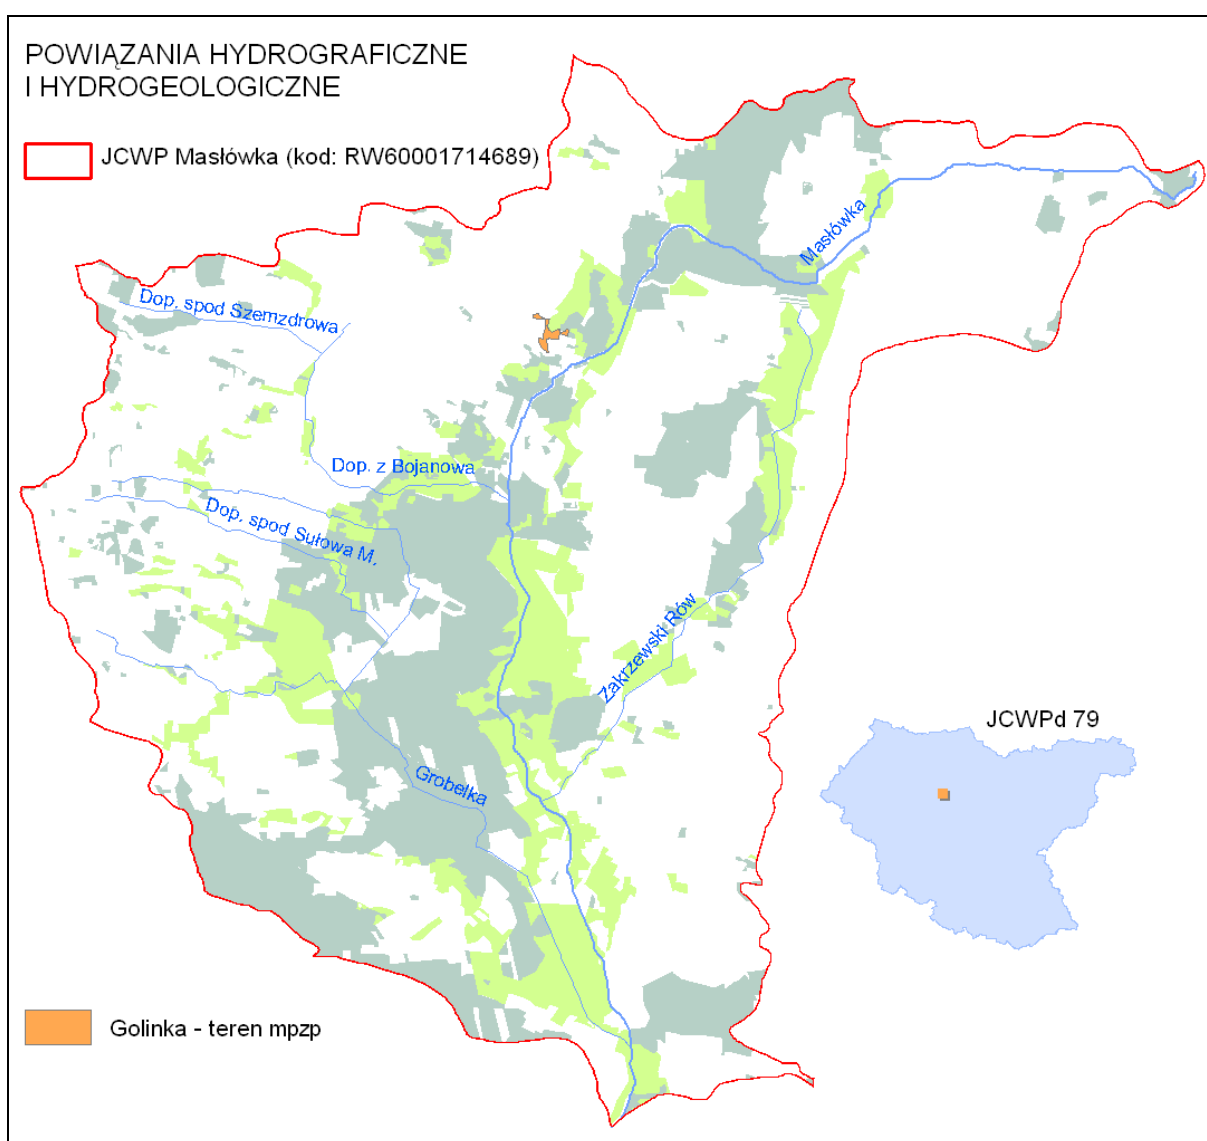 POWIĄZANIA HYDROGRAFICZNE
I HYDROGEOLOGICZNE
JCWP Masłówka (kod: RW60001714689)
Masłówka
Dop. spod Szemzdrowa
Dop. z Bojanowa
Dop. spod Sułowa M.
Zakrzewski Rów
Grobelka
JCWPd 79
Golinka - teren mpzp